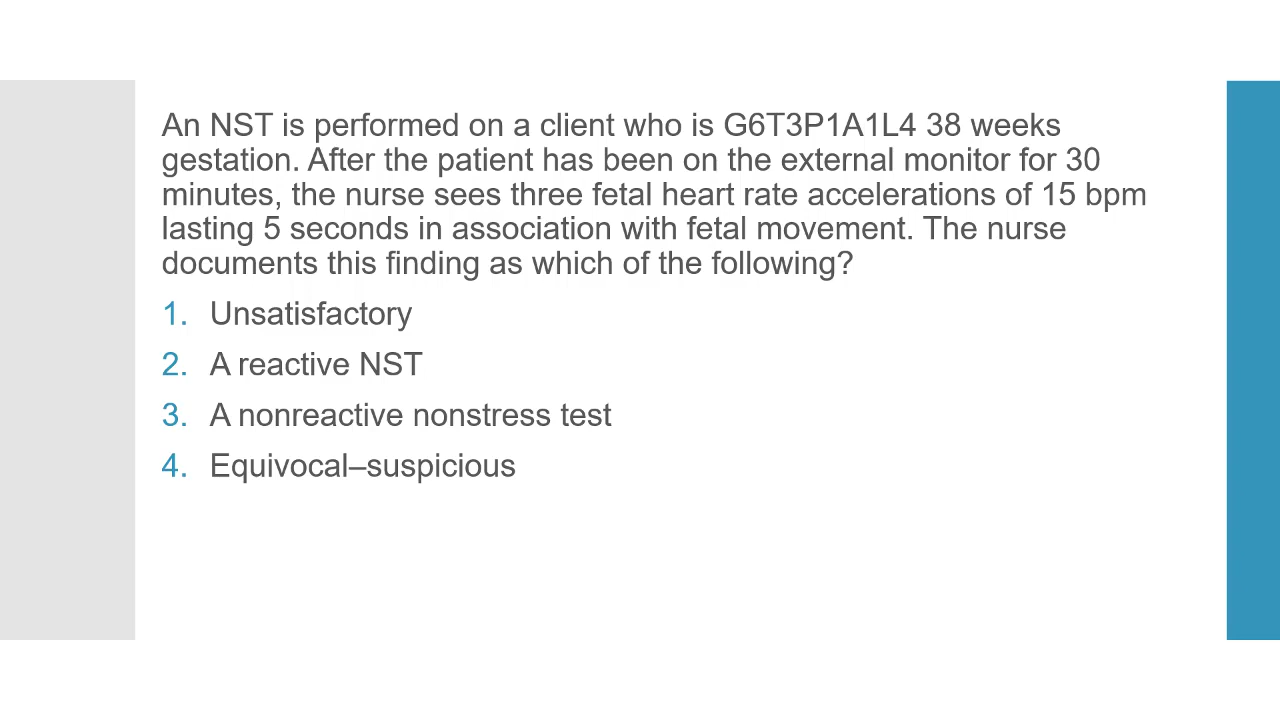 An NST is performed on a client who is G6T3P1A1L4 38 weeks
gestation. After the patient has been on the external monitor for 30
minutes, the nurse sees three fetal heart rate accelerations of 15 bpm
lasting 5 seconds in association with fetal movement. The nurse
documents this finding as which of the following?
1. Unsatisfactory
2. A reactive NST
3. A nonreactive nonstress test
4. Equivocal–suspicious